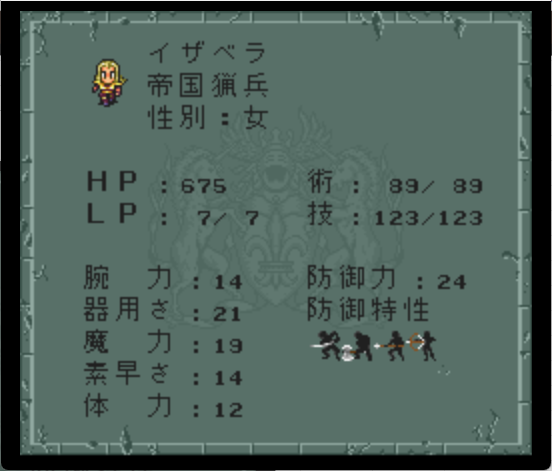 イザベラ
帝国猟兵
性別：女
HP：675 術：89/ 89
LP：7/ 7 技：123/123
腕 力：14 防御力：24
器用さ：21 防御特性
魔 力：19
素早さ：14
体 力：12